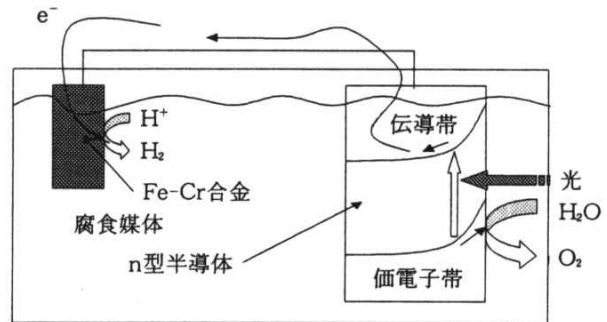 e⁻
H⁺
H₂
Fe-Cr合金
腐食媒体
n型半導体
伝導帯
価電子帯
光
H₂O
O₂